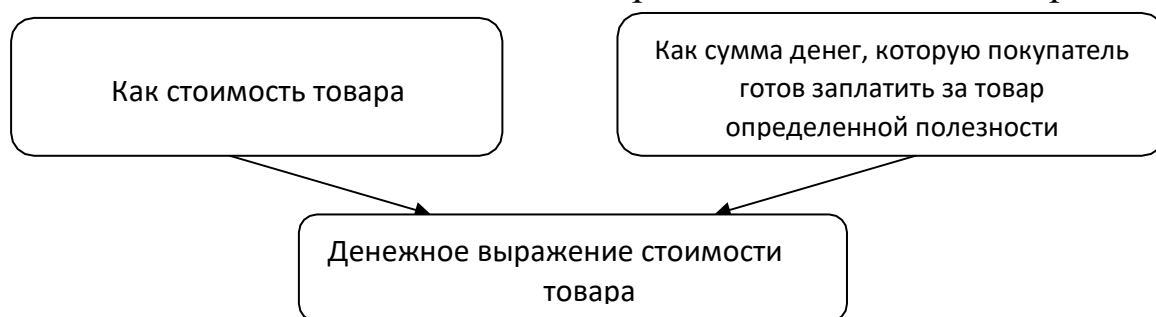 Как стоимость товара
Как сумма денег, которую покупатель
готов заплатить за товар
определенной полезности
Денежное выражение стоимости
товара